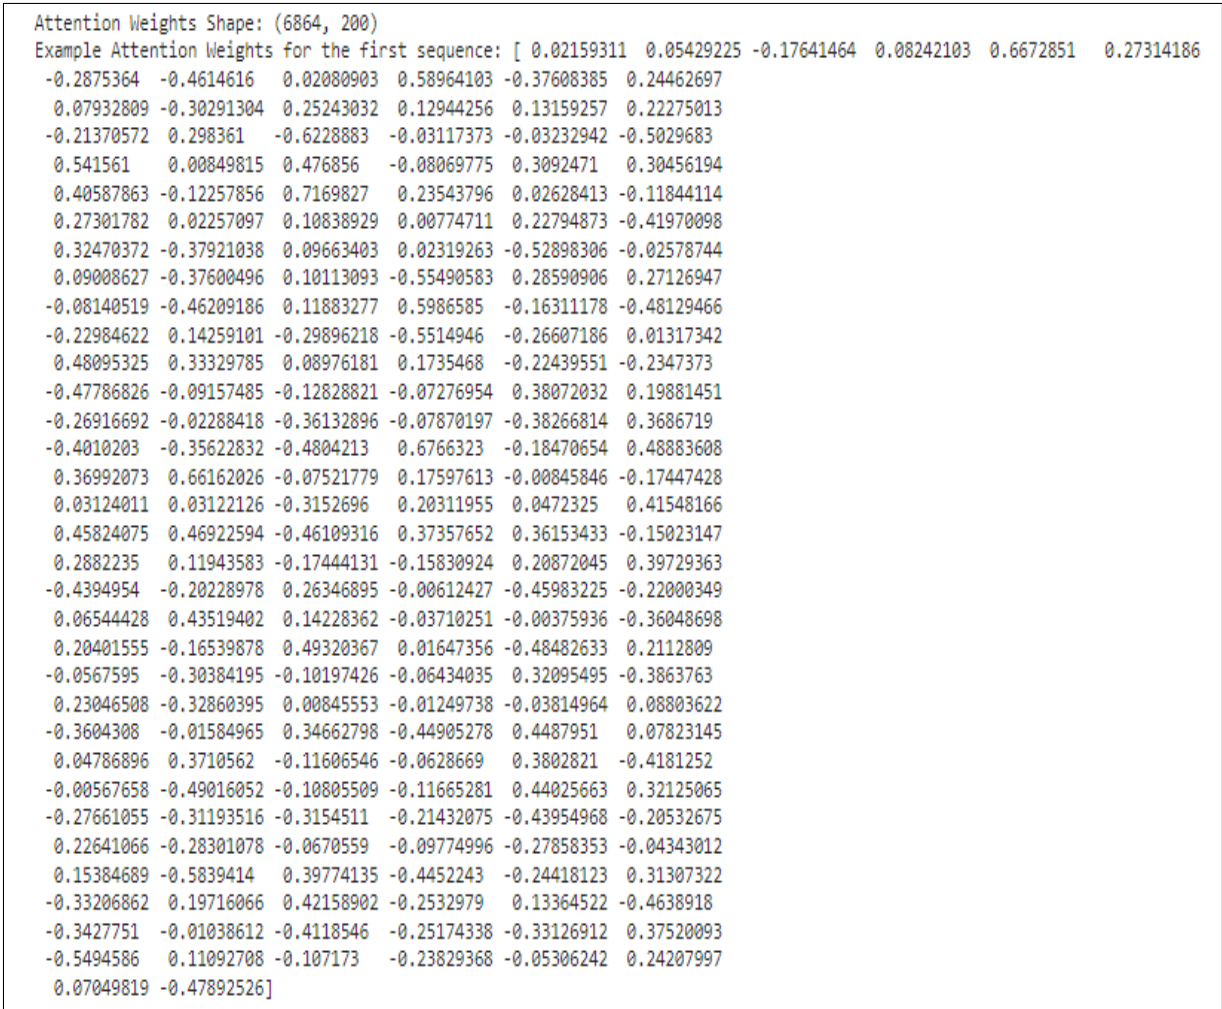 Attention Weights Shape: (6864, 200)
Example Attention Weights for the first sequence: [ 0.02159311 0.05429225 -0.17641464 0.08242103 0.6672851 0.27314186
-0.2875364 -0.4614616 0.02080903 0.58964103 -0.37608385 0.24462697
0.07932809 -0.30291304 0.25243032 0.12944256 0.13159257 0.22275013
-0.21370572 0.298361 -0.6228883 -0.03117373 -0.03232942 -0.5029683
0.541561 0.00849815 0.476856 -0.08069775 0.3092471 0.30456194
0.40587863 -0.12257856 0.7169827 0.23543796 0.02628413 -0.11844114
0.27301782 0.02257097 0.10838929 0.00774711 0.22794873 -0.41970098
0.32470372 -0.37921038 0.09663403 0.02319263 -0.52898306 -0.02578744
0.09008627 -0.37600496 0.10113093 -0.55490583 0.28590906 0.27126947
-0.08140519 -0.46209186 0.11883277 0.5986585 -0.16311178 -0.48129466
-0.22984622 0.14259101 -0.29896218 -0.5514946 -0.26607186 0.01317342
0.48095325 0.33329785 0.08976181 0.1735468 -0.22439551 -0.2347373
-0.47786826 -0.09157485 -0.12828821 -0.07276954 0.38072032 0.19881451
-0.26916692 -0.02288418 -0.36132896 -0.07870197 -0.38266814 0.3686719
-0.4010203 -0.35622832 -0.4804213 0.6766323 -0.18470654 0.48883608
0.36992073 0.66162026 -0.07521779 0.17597613 -0.00845846 -0.17447428
0.03124011 0.03122126 -0.3152696 0.20311955 0.0472325 0.41548166
0.45824075 0.46922594 -0.46109316 0.37357652 0.36153433 -0.15023147
0.2882235 0.11943583 -0.17444131 -0.15830924 0.20872045 0.39729363
-0.4394954 -0.20228978 0.26346895 -0.00612427 -0.45983225 -0.22000349
0.06544428 0.43519402 0.14228362 -0.03710251 -0.00375936 -0.36048698
0.20401555 -0.16539878 0.49320367 0.01647356 -0.48482633 0.2112809
-0.0567595 -0.30384195 -0.10197426 -0.06434035 0.32095495 -0.3863763
0.23046508 -0.32860395 0.00845553 -0.01249738 -0.03814964 0.08803622
-0.3604308 -0.01584965 0.34662798 -0.44905278 0.4487951 0.07823145
0.04786896 0.3710562 -0.11606546 -0.0628669 0.3802821 -0.4181252
-0.00567658 -0.49016052 -0.10805509 -0.11665281 0.44025663 0.32125065
-0.27661055 -0.31193516 -0.3154511 -0.21432075 -0.43954968 -0.20532675
0.22641066 -0.28301078 -0.0670559 -0.09774996 -0.27858353 -0.04343012
0.15384689 -0.5839414 0.39774135 -0.4452243 -0.24418123 0.31307322
-0.33206862 0.19716066 0.42158902 -0.2532979 0.13364522 -0.4638918
-0.3427751 -0.01038612 -0.4118546 -0.25174338 -0.33126912 0.37520093
-0.5494586 0.11092708 -0.107173 -0.23829368 -0.05306242 0.24207997
0.07049819 -0.47892526]